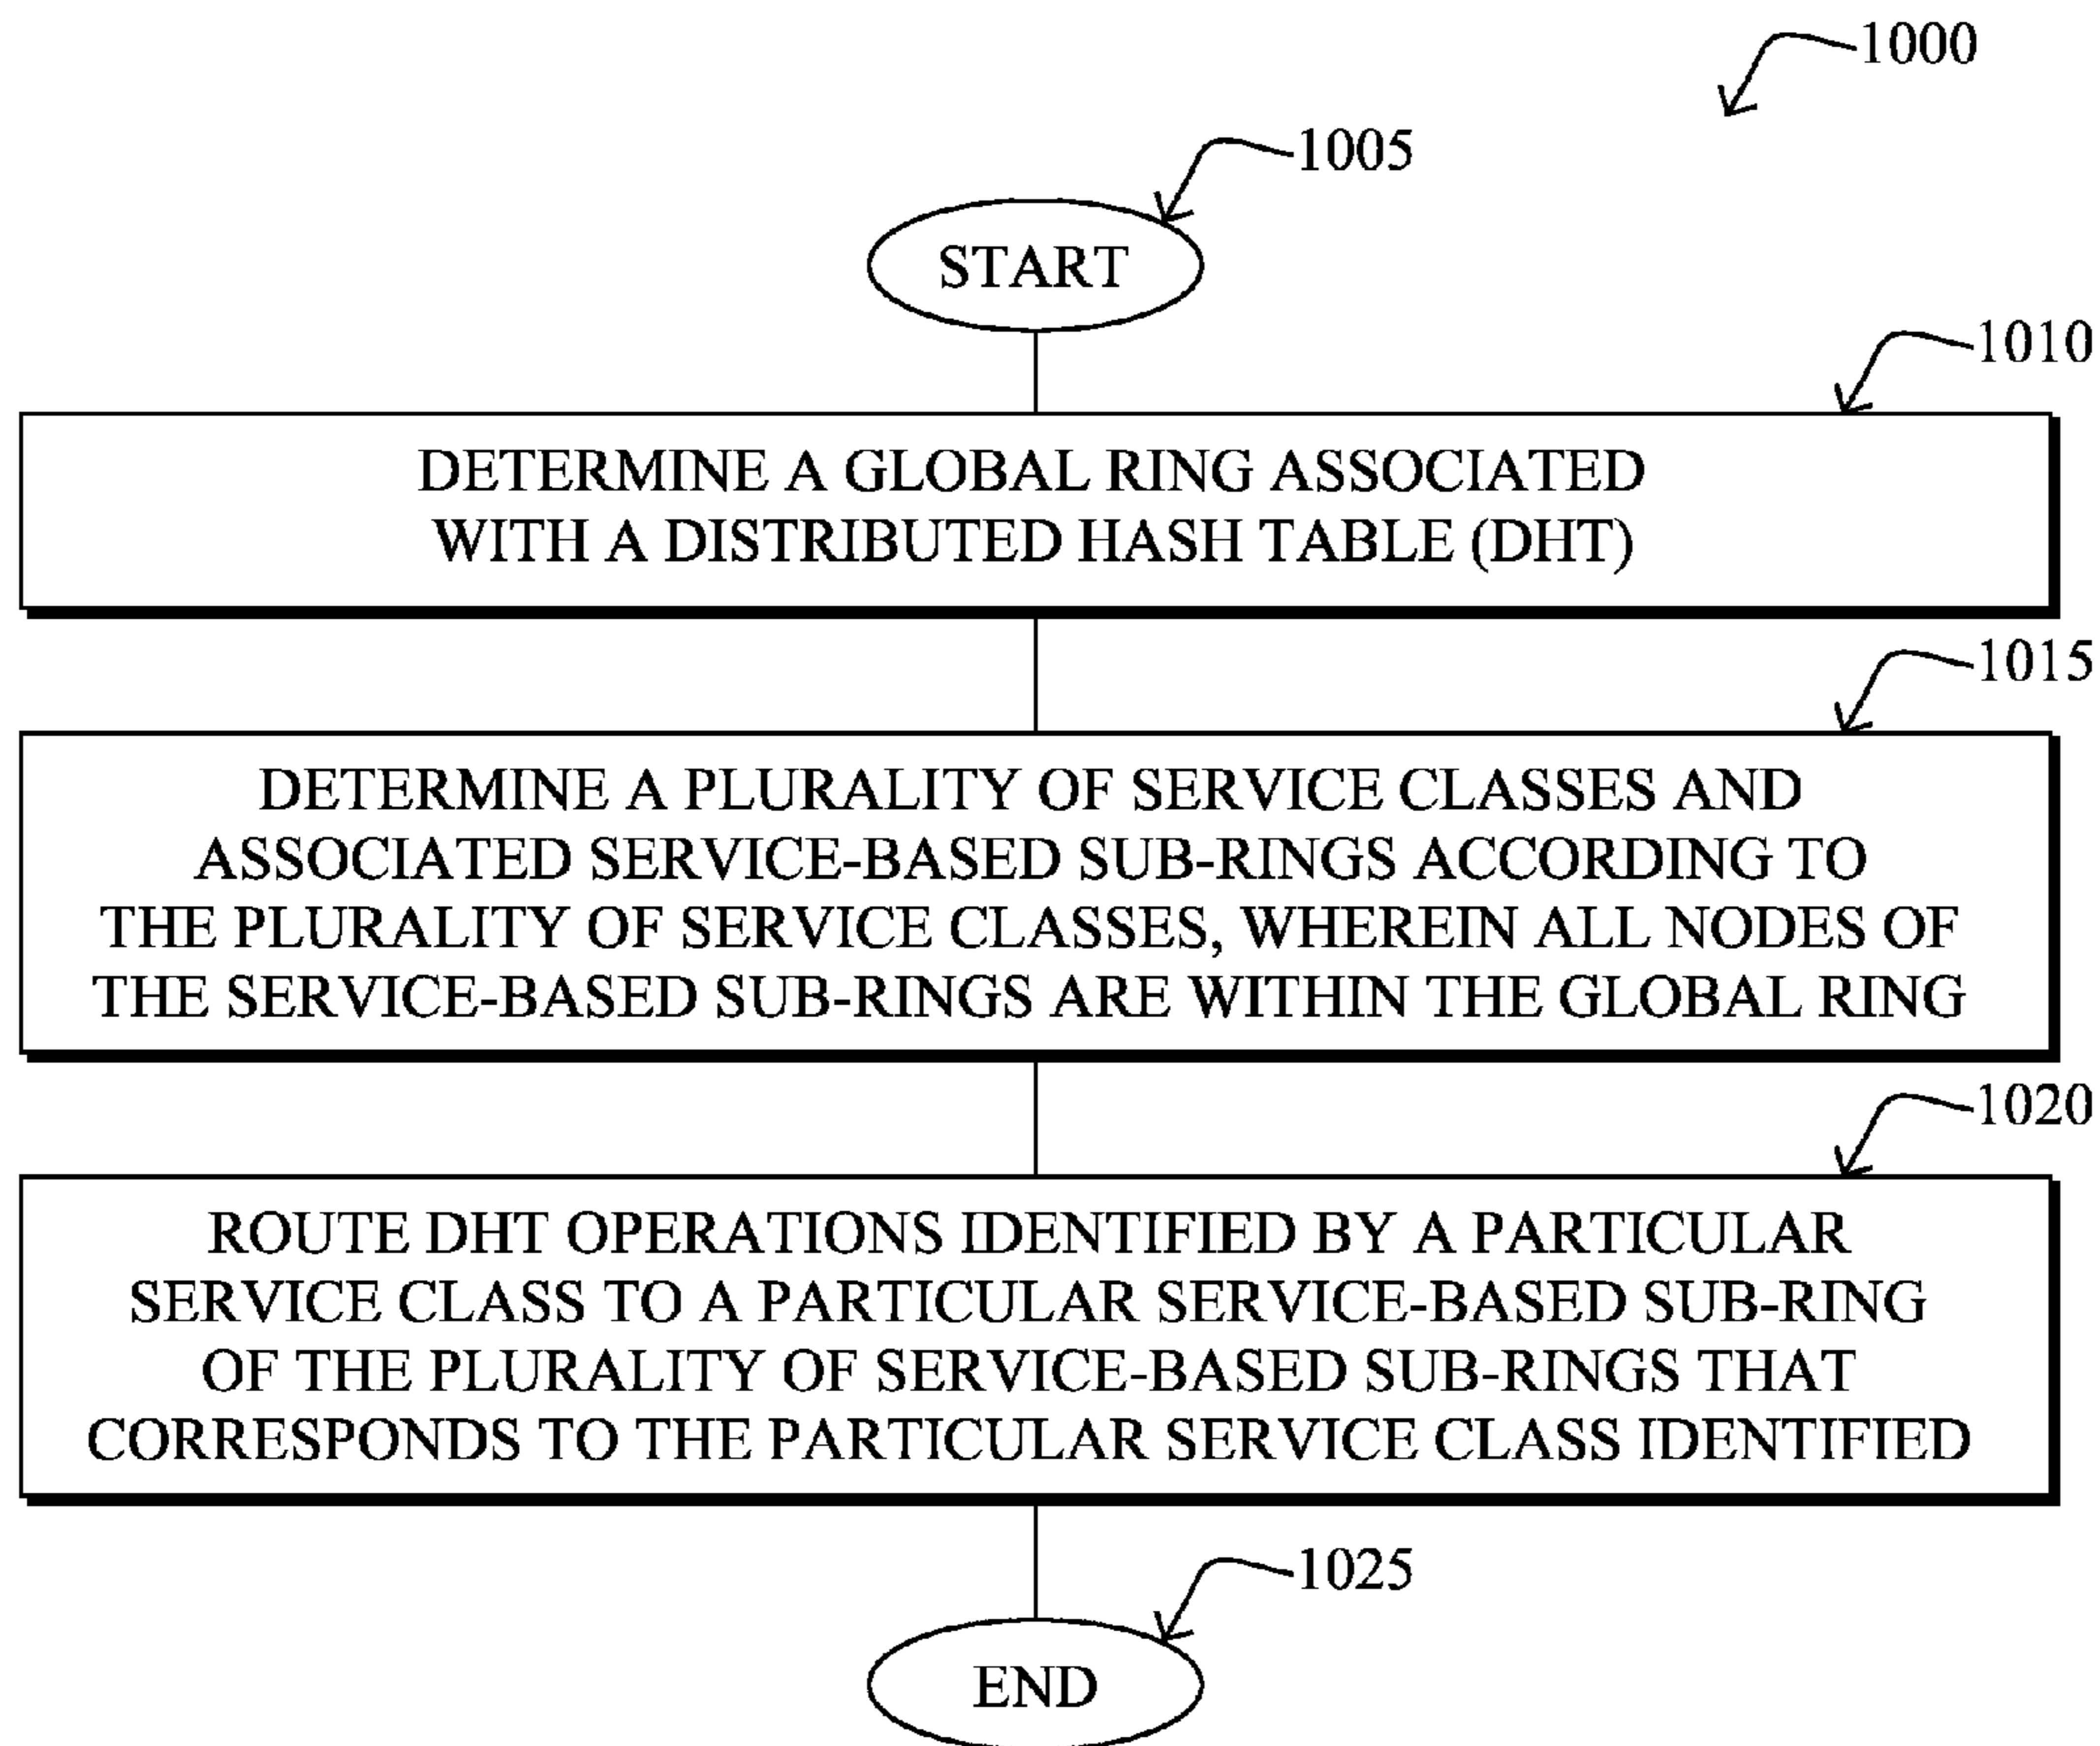 1000
1005
START
1010
DETERMINE A GLOBAL RING ASSOCIATED
WITH A DISTRIBUTED HASH TABLE (DHT)
1015
DETERMINE A PLURALITY OF SERVICE CLASSES AND
ASSOCIATED SERVICE-BASED SUB-RINGS ACCORDING TO
THE PLURALITY OF SERVICE CLASSES, WHEREIN ALL NODES OF
THE SERVICE-BASED SUB-RINGS ARE WITHIN THE GLOBAL RING
1020
ROUTE DHT OPERATIONS IDENTIFIED BY A PARTICULAR
SERVICE CLASS TO A PARTICULAR SERVICE-BASED SUB-RING
OF THE PLURALITY OF SERVICE-BASED SUB-RINGS THAT
CORRESPONDS TO THE PARTICULAR SERVICE CLASS IDENTIFIED
1025
END